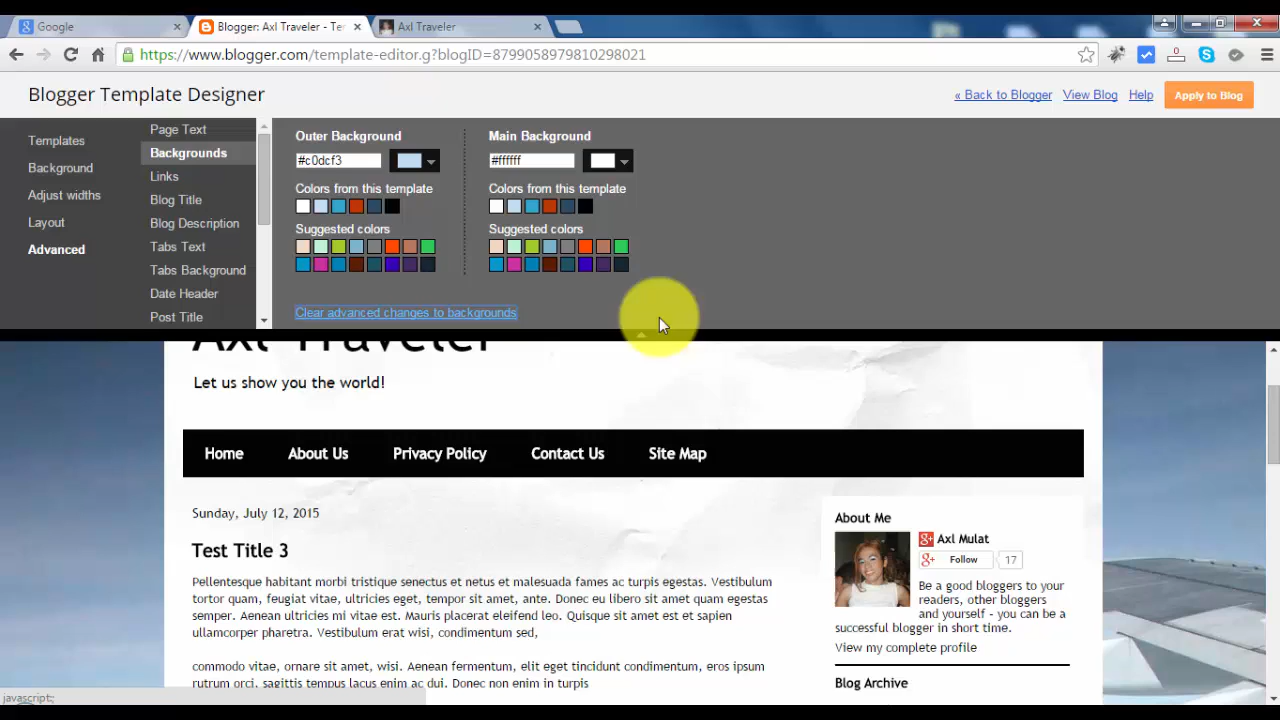 Google
Blogger: Axl Traveler - Ter
Axl Traveler
https://www.blogger.com/template-editor.g?blogID=8799058979810298021
0
Blogger Template Designer
« Back to Blogger
View Blog
Help
Apply to Blog
Templates
Background
Adjust widths
Layout
Advanced
Page Text
Backgrounds
Links
Blog Title
Blog Description
Tabs Text
Tabs Background
Date Header
Post Title
Outer Background
#c0dcf3
Colors from this template
Suggested colors
Main Background
#ffffff
Colors from this template
Suggested colors
Clear advanced changes to backgrounds
Axl Traveler
Let us show you the world!
Home About Us Privacy Policy Contact Us Site Map
Sunday, July 12, 2015
Test Title 3
Pellentesque habitant morbi tristique senectus et netus et malesuada fames ac turpis egestas. Vestibulum
tortor quam, feugiat vitae, ultricies eget, tempor sit amet, ante. Donec eu libero sit amet quam egestas
semper. Aenean ultricies mi vitae est. Mauris placerat eleifend leo. Quisque sit amet est et sapien
ullamcorper pharetra. Vestibulum erat wisi, condimentum sed,
commodo vitae, ornare sit amet, wisi. Aenean fermentum, elit eget tincidunt condimentum, eros ipsum
rutrum orci, sagittis tempus lacus enim ac dui. Donec non enim in turpis
About Me
Axl Mulat
Follow
17
Be a good bloggers to your
readers, other bloggers
and yourself - you can be a
successful blogger in short time.
View my complete profile
Blog Archive
javascript:;